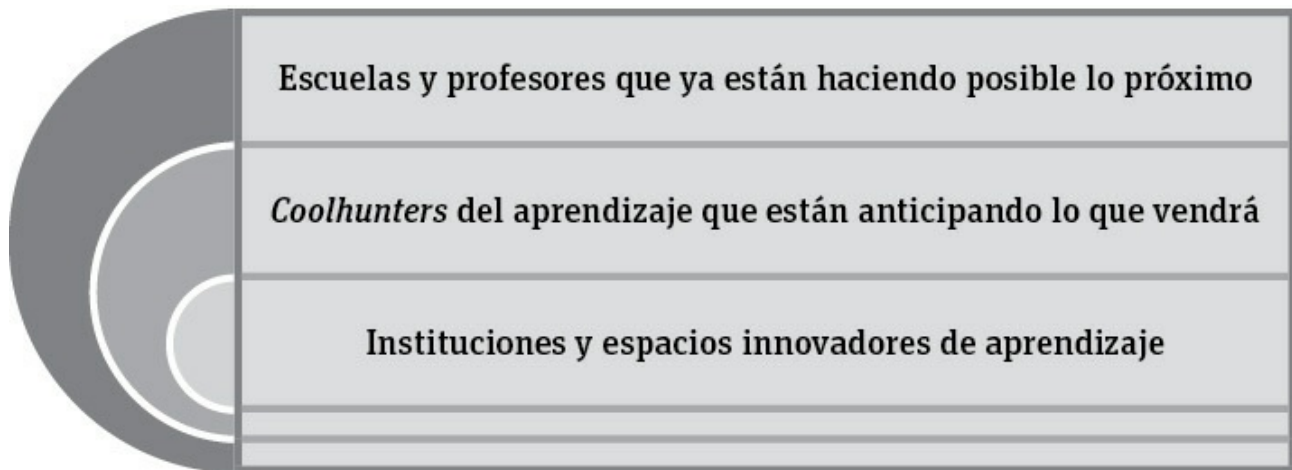 Escuelas y profesores que ya están haciendo posible lo próximo
Coolhunters del aprendizaje que están anticipando lo que vendrá
Instituciones y espacios innovadores de aprendizaje